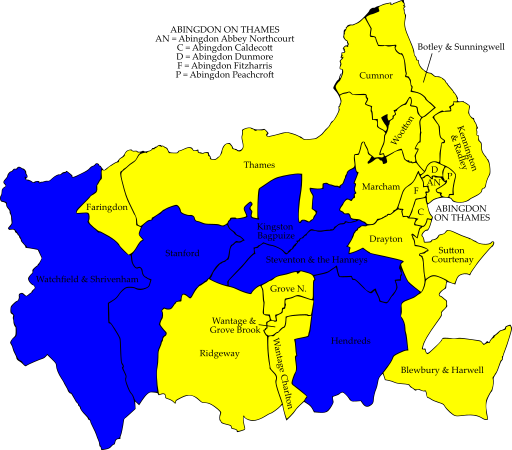 ABINGDON ON THAMES
AN = Abingdon Abbey Northcourt
C = Abingdon Caldecott
D = Abingdon Dunmore
F = Abingdon Fitzharris
P = Abingdon Peachcroft
Botley & Sunningwell
Cumnor
Wootton
Kennington
& Radley
Thames
D
P
AN
Marcham
F
Faringdon
C
ABINGDON
ON THAMES
Kingston
Bagpuize
Drayton
Stanford
Sutton
Courtenay
Steventon & the Hanneys
Watchfield & Shrivenham
Grove N.
Wantage &
Grove Brook
Ridgeway
Wantage Charlton
Hendreds
Blewbury & Harwell